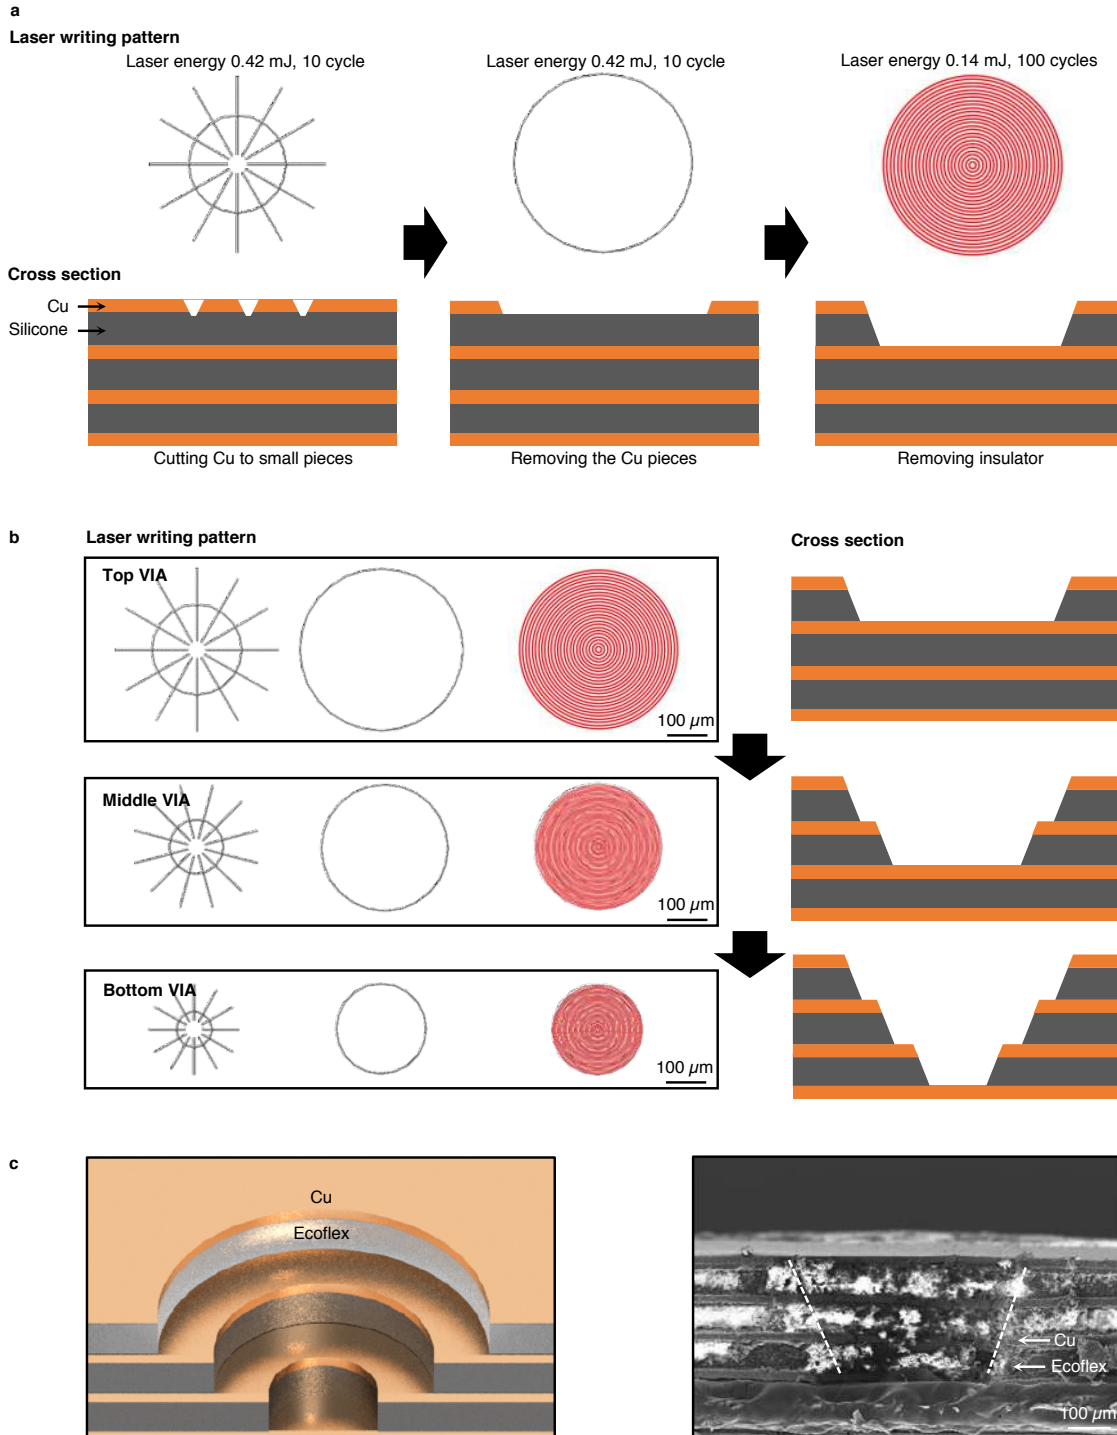 a
Laser writing pattern
Laser energy 0.42 mJ, 10 cycle
Laser energy 0.42 mJ, 10 cycle
Laser energy 0.14 mJ, 100 cycles
Cross section
Cu
Silicone
Cutting Cu to small pieces
Removing the Cu pieces
Removing insulator
b
Laser writing pattern
Cross section
Top VIA
100 µm
Middle VIA
100 µm
Bottom VIA
100 µm
c
Cu
Ecoflex
Cu
Ecoflex
100 µm